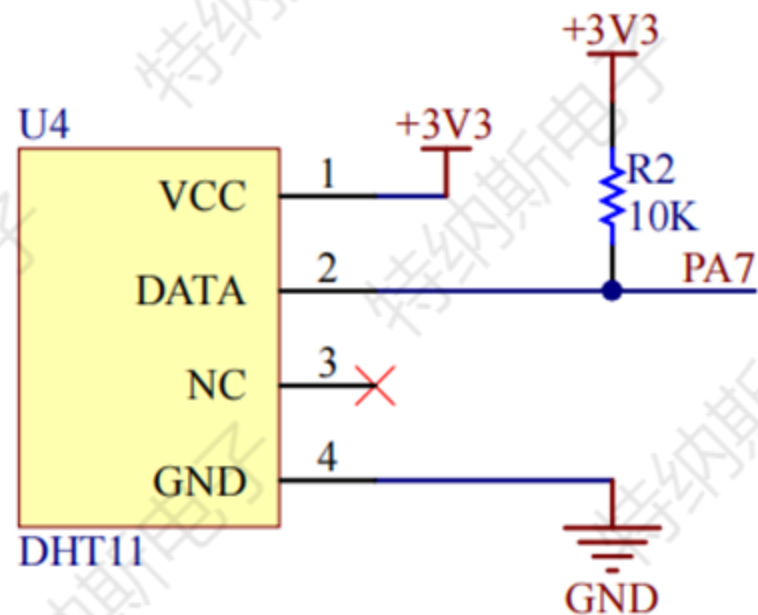 +3V3
U4
+3V3
VCC 1
R2
10K
DATA 2
PA7
NC 3
GND 4
DHT11
GND
特纳斯电子
特纳斯电子